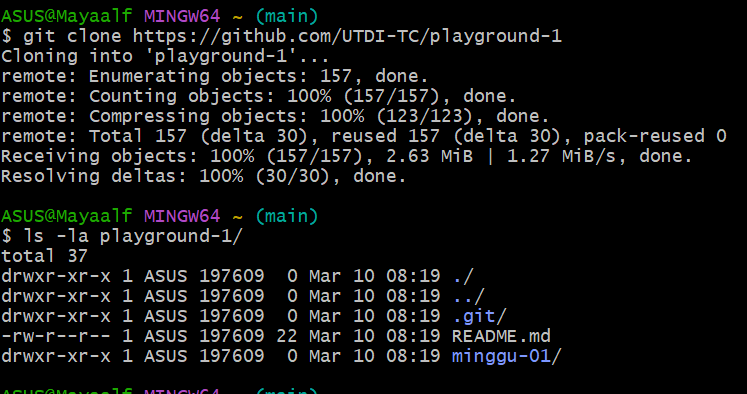 ASUS@Mayaalf MINGW64 ~ (main)
$ git clone https://github.com/UTDI-TC/playground-1
Cloning into 'playground-1'...
remote: Enumerating objects: 157, done.
remote: Counting objects: 100% (157/157), done.
remote: Compressing objects: 100% (123/123), done.
remote: Total 157 (delta 30), reused 157 (delta 30), pack-reused 0
Receiving objects: 100% (157/157), 2.63 MiB | 1.27 MiB/s, done.
Resolving deltas: 100% (30/30), done.
ASUS@Mayaalf MINGW64 ~ (main)
$ ls -la playground-1/
total 37
drwxr-xr-x 1 ASUS 197609  0 Mar 10 08:19 ./
drwxr-xr-x 1 ASUS 197609  0 Mar 10 08:19 ../
drwxr-xr-x 1 ASUS 197609  0 Mar 10 08:19 .git/
-rw-r--r-- 1 ASUS 197609 22 Mar 10 08:19 README.md
drwxr-xr-x 1 ASUS 197609  0 Mar 10 08:19 minggu-01/